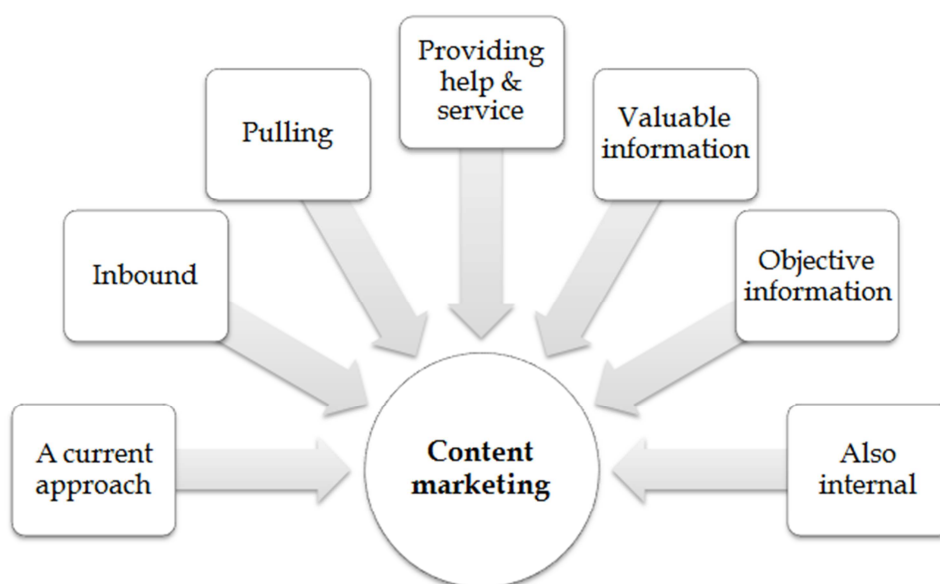 Providing
help &
service
Pulling
Valuable
information
Inbound
Objective
information
A current
approach
Content
marketing
Also
internal